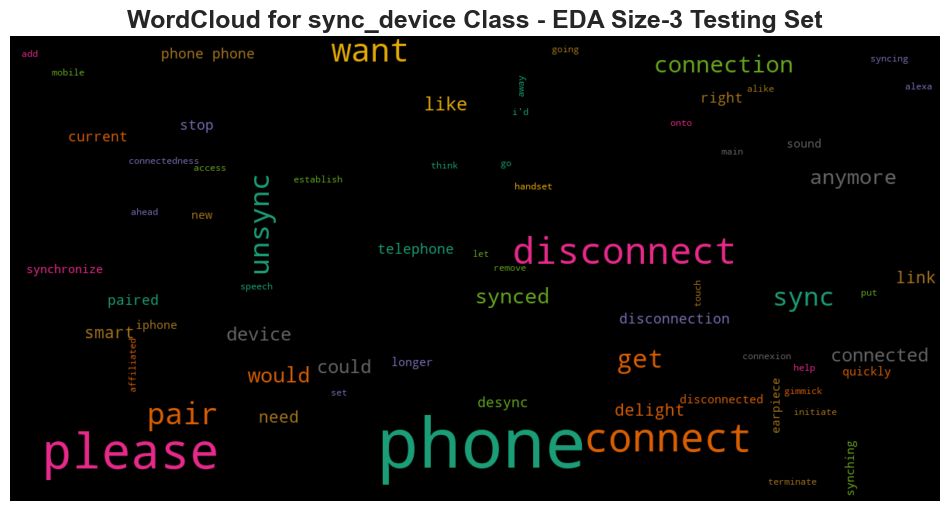 WordCloud for sync_device Class - EDA Size-3 Testing Set
add
phone phone
want
going
connection
syncing
mobile
away
alexa
alike
like
right
i'd
current
stop
onto
sound
main
connectedness
access
think
go
anymore
establish
handset
unsync
ahead
new
telephone
let
disconnect
synchronize
remove
speech
touch
link
paired
synced
sync
put
smart
iphone
device
disconnection
affiliated
could
longer
get
connexion
connected
would
help
quickly
set
earpiece
gimmick
pair
need
desync
delight
disconnected
initiate
please
phone
connect
synching
terminate